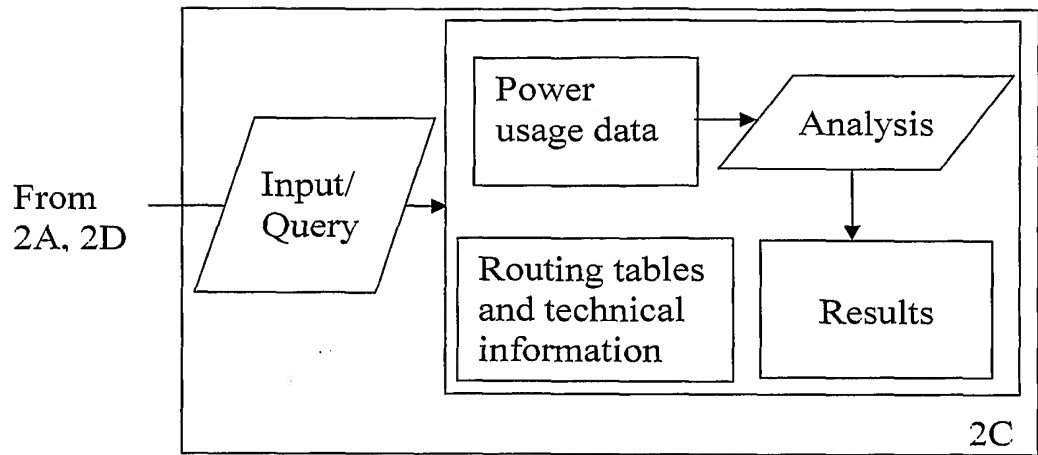 From
2A, 2D
Input/
Query
Power
usage data
Analysis
Routing tables
and technical
information
Results
2C